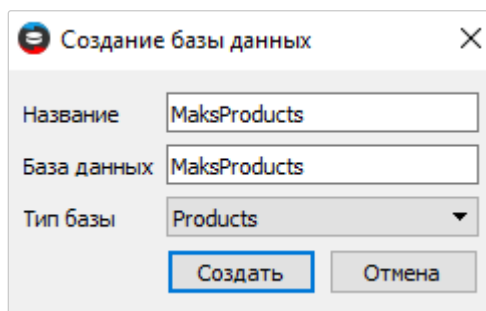 Создание базы данных
Название MaksProducts
База данных MaksProducts
Тип базы Products
Создать Отмена